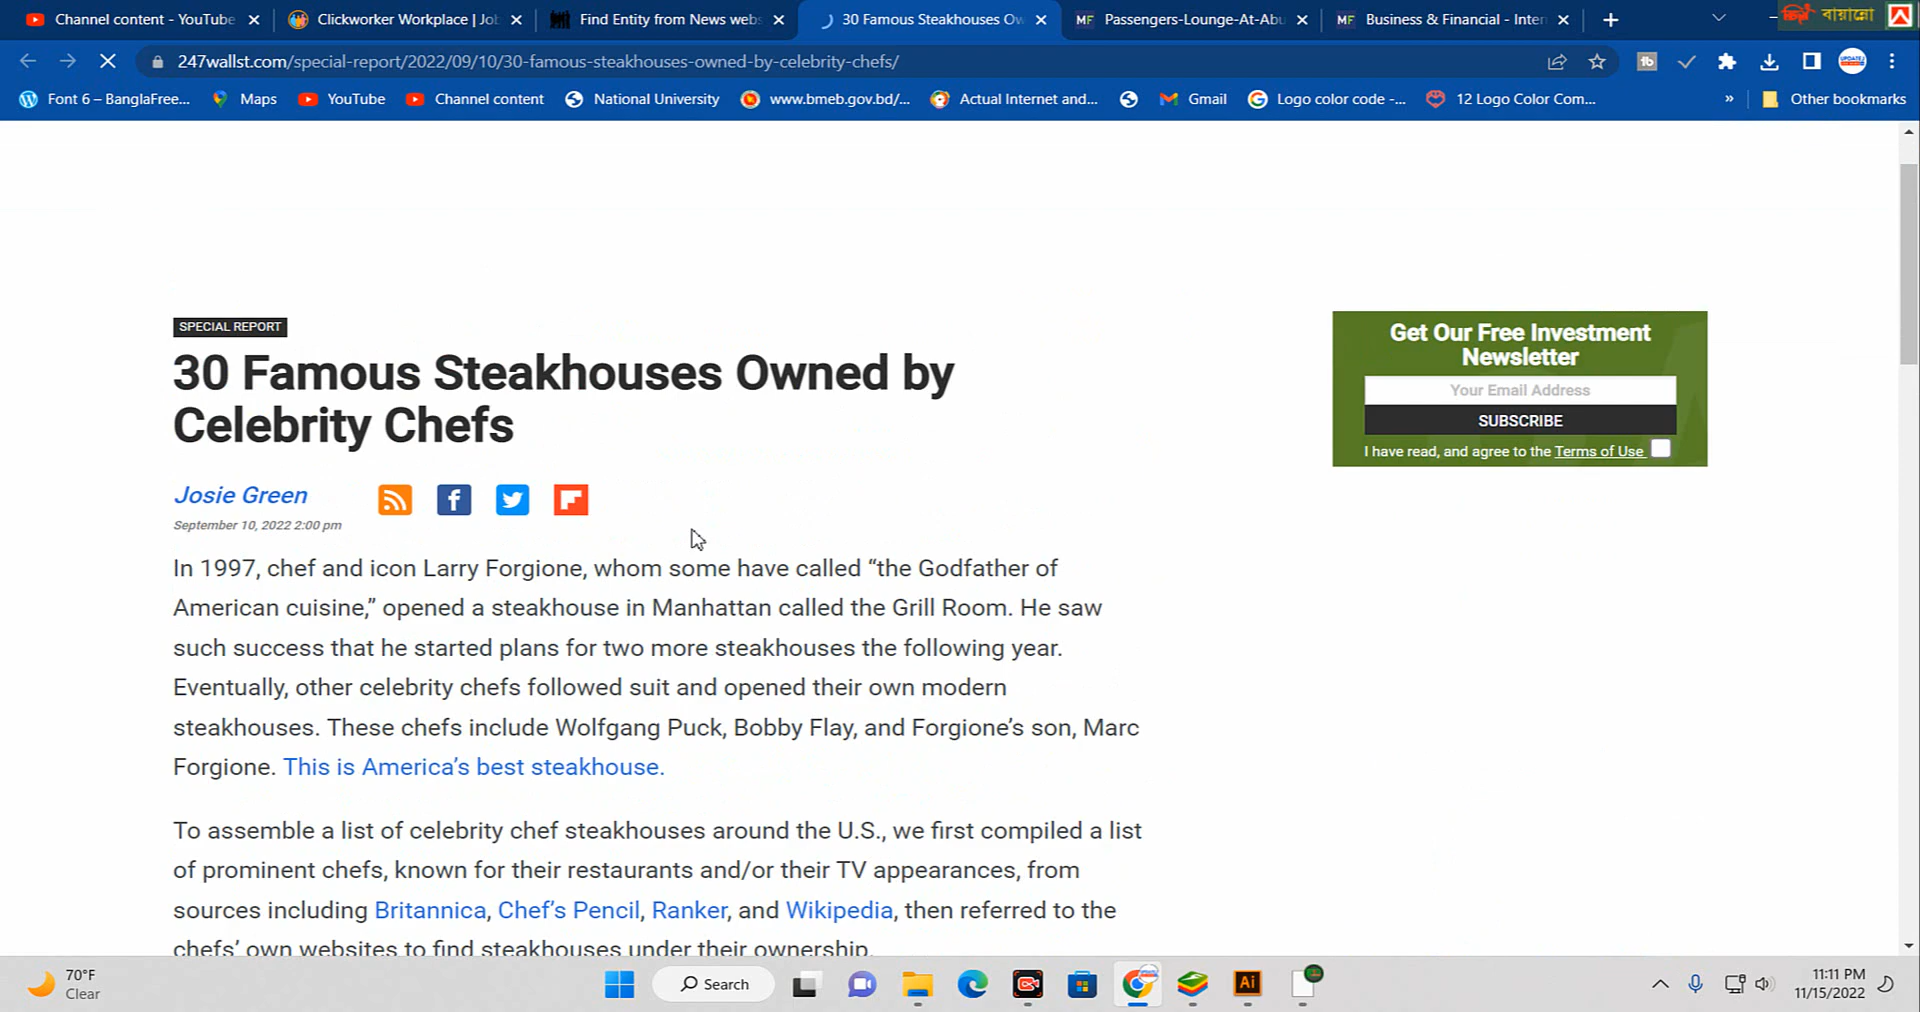 Channel content - YouTube
Clickworker Workplace | Jo
Find Entity from News webs
30 Famous Steakhouses Ow
Passengers-Lounge-At-Abu
Business & Financial - Inter
বায়ান্নো
247wallst.com/special-report/2022/09/10/30-famous-steakhouses-owned-by-celebrity-chefs/
Font 6 – BanglaFree...
Maps
YouTube
Channel content
National University
www.bmeb.gov.bd/...
Actual Internet and...
Gmail
Logo color code -...
12 Logo Color Com...
»
Other bookmarks
SPECIAL REPORT
30 Famous Steakhouses Owned by
Celebrity Chefs
Josie Green
September 10, 2022 2:00 pm
In 1997, chef and icon Larry Forgione, whom some have called “the Godfather of
American cuisine,” opened a steakhouse in Manhattan called the Grill Room. He saw
such success that he started plans for two more steakhouses the following year.
Eventually, other celebrity chefs followed suit and opened their own modern
steakhouses. These chefs include Wolfgang Puck, Bobby Flay, and Forgione’s son, Marc
Forgione. This is America’s best steakhouse.
To assemble a list of celebrity chef steakhouses around the U.S., we first compiled a list
of prominent chefs, known for their restaurants and/or their TV appearances, from
sources including Britannica, Chef’s Pencil, Ranker, and Wikipedia, then referred to the
chefs’ own websites to find steakhouses under their ownership.
Get Our Free Investment
Newsletter
Your Email Address
SUBSCRIBE
I have read, and agree to the Terms of Use
70°F
Clear
Search
Ai
11:11 PM
11/15/2022